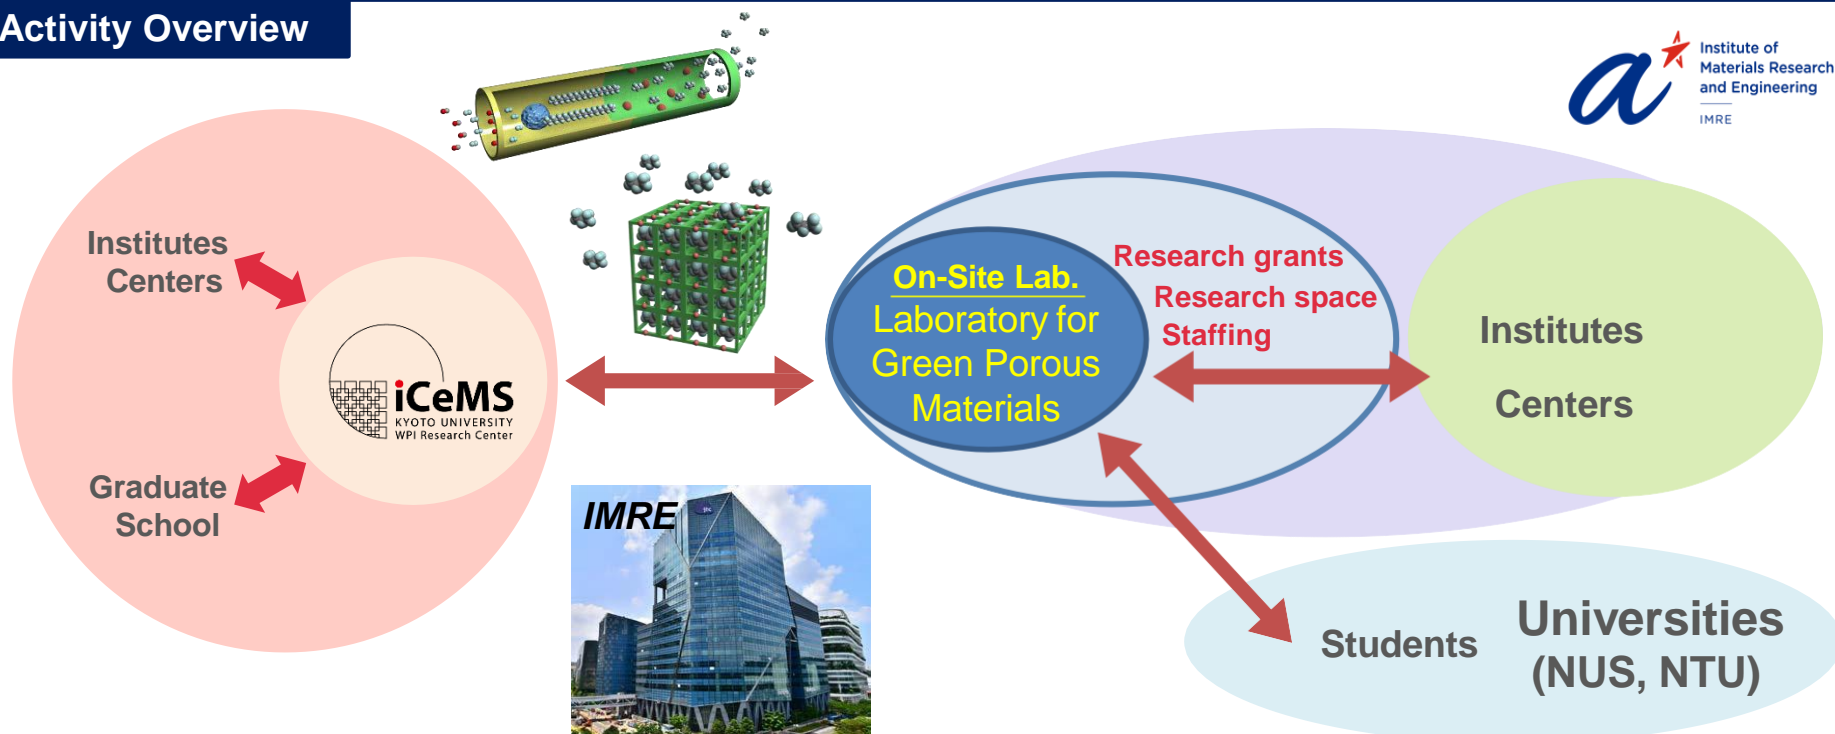 Activity Overview
Institute of
Materials Research
and Engineering
IMRE
Institutes
Centers
iCeMS
KYOTO UNIVERSITY
WPI Research Center
Graduate
School
On-Site Lab.
Laboratory for
Green Porous
Materials
Research grants
Research space
Staffing
Institutes
Centers
IMRE
Students
Universities
(NUS, NTU)